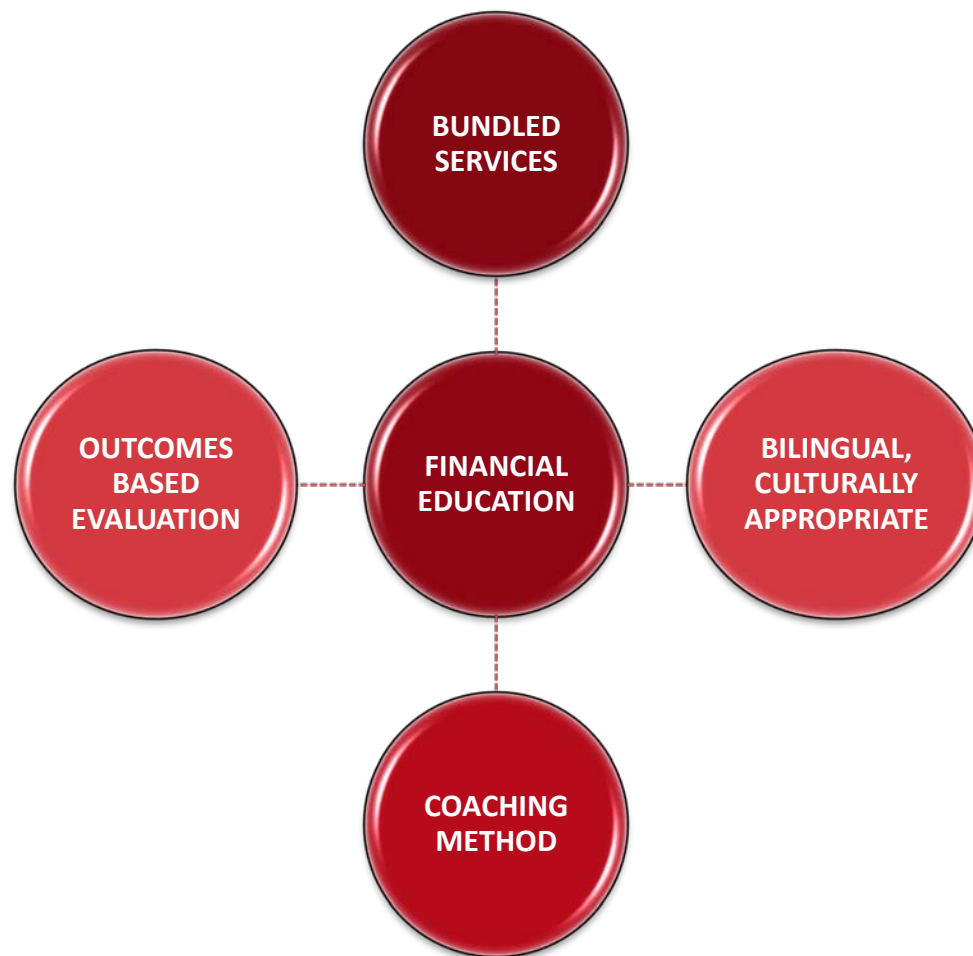 BUNDLED
SERVICES
OUTCOMES
BASED
EVALUATION
FINANCIAL
EDUCATION
BILINGUAL,
CULTURALLY
APPROPRIATE
COACHING
METHOD